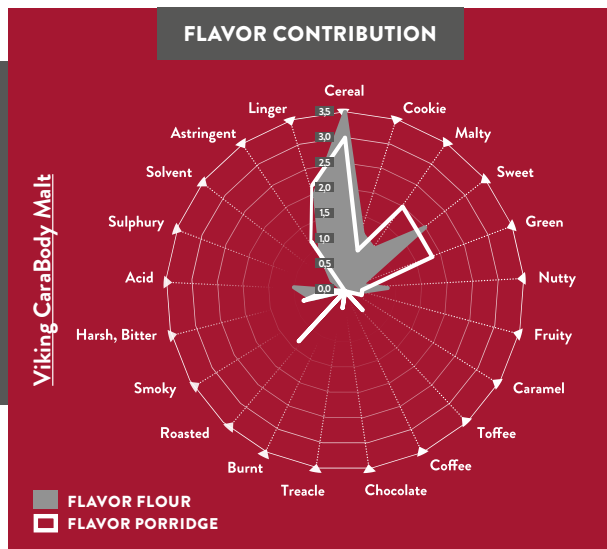 FLAVOR CONTRIBUTION
Viking CaraBody Malt
Cereal
Cookie
Malty
Sweet
Green
Nutty
Fruity
Caramel
Toffee
Coffee
Chocolate
Treacle
Burnt
Roasted
Smoky
Harsh, Bitter
Acid
Sulphury
Solvent
Astringent
Linger
3,5
3,0
2,5
2,0
1,5
1,0
0,5
0,0
FLAVOR FLOUR
FLAVOR PORRIDGE